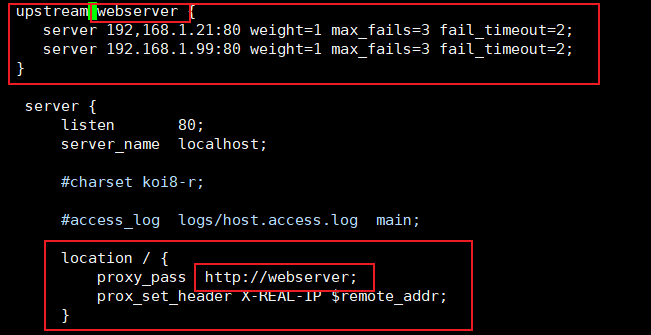 upstream webserver {
server 192,168.1.21:80 weight=1 max_fails=3 fail_timeout=2;
server 192.168.1.99:80 weight=1 max_fails=3 fail_timeout=2;
}
server {
listen 80;
server_name localhost;
#charset koi8-r;
#access_log logs/host.access.log main;
location / {
proxy_pass http://webserver;
prox_set_header X-REAL-IP $remote_addr;
}